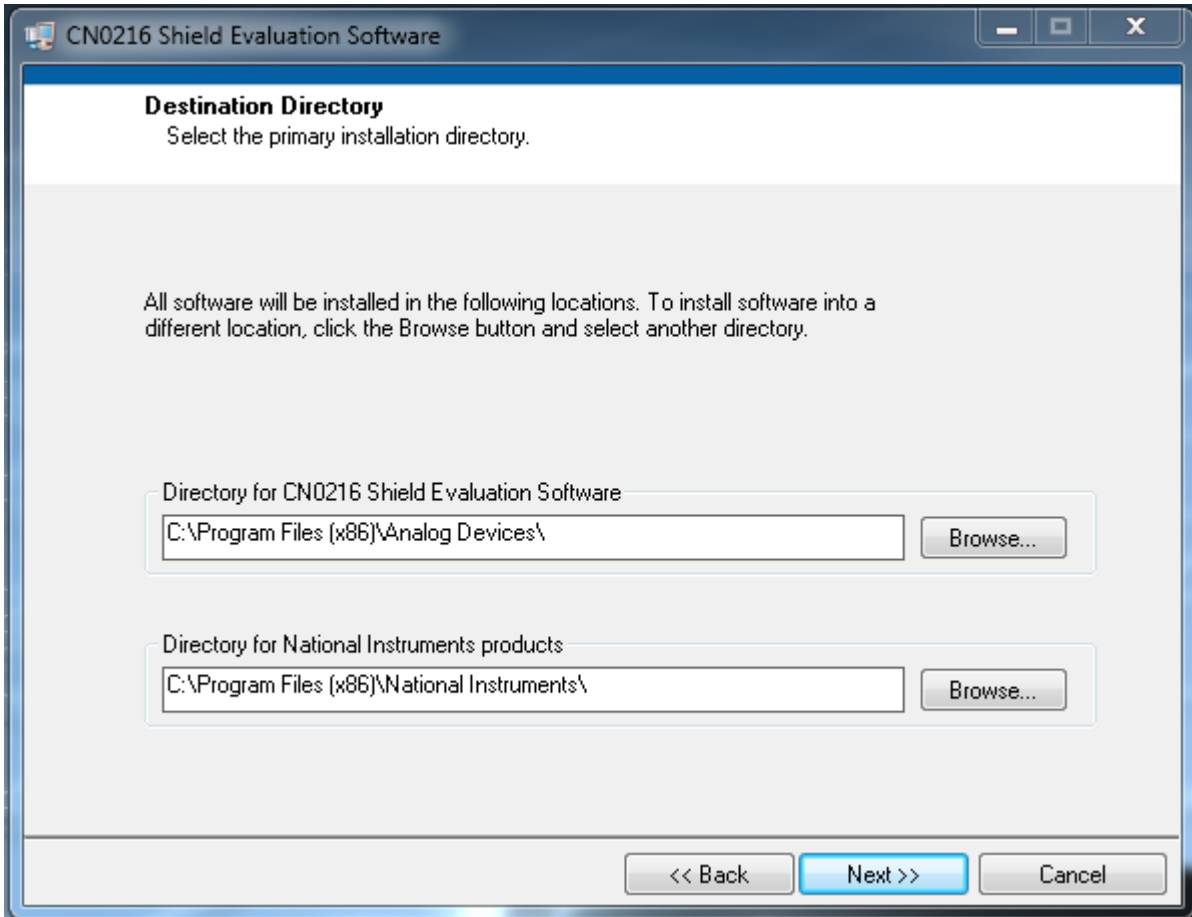 CN0216 Shield Evaluation Software
Destination Directory
Select the primary installation directory.
All software will be installed in the following locations. To install software into a
different location, click the Browse button and select another directory.
Directory for CN0216 Shield Evaluation Software
C:\Program Files (x86)\Analog Devices\
Browse...
Directory for National Instruments products
C:\Program Files (x86)\National Instruments\
Browse...
<< Back
Next >>
Cancel